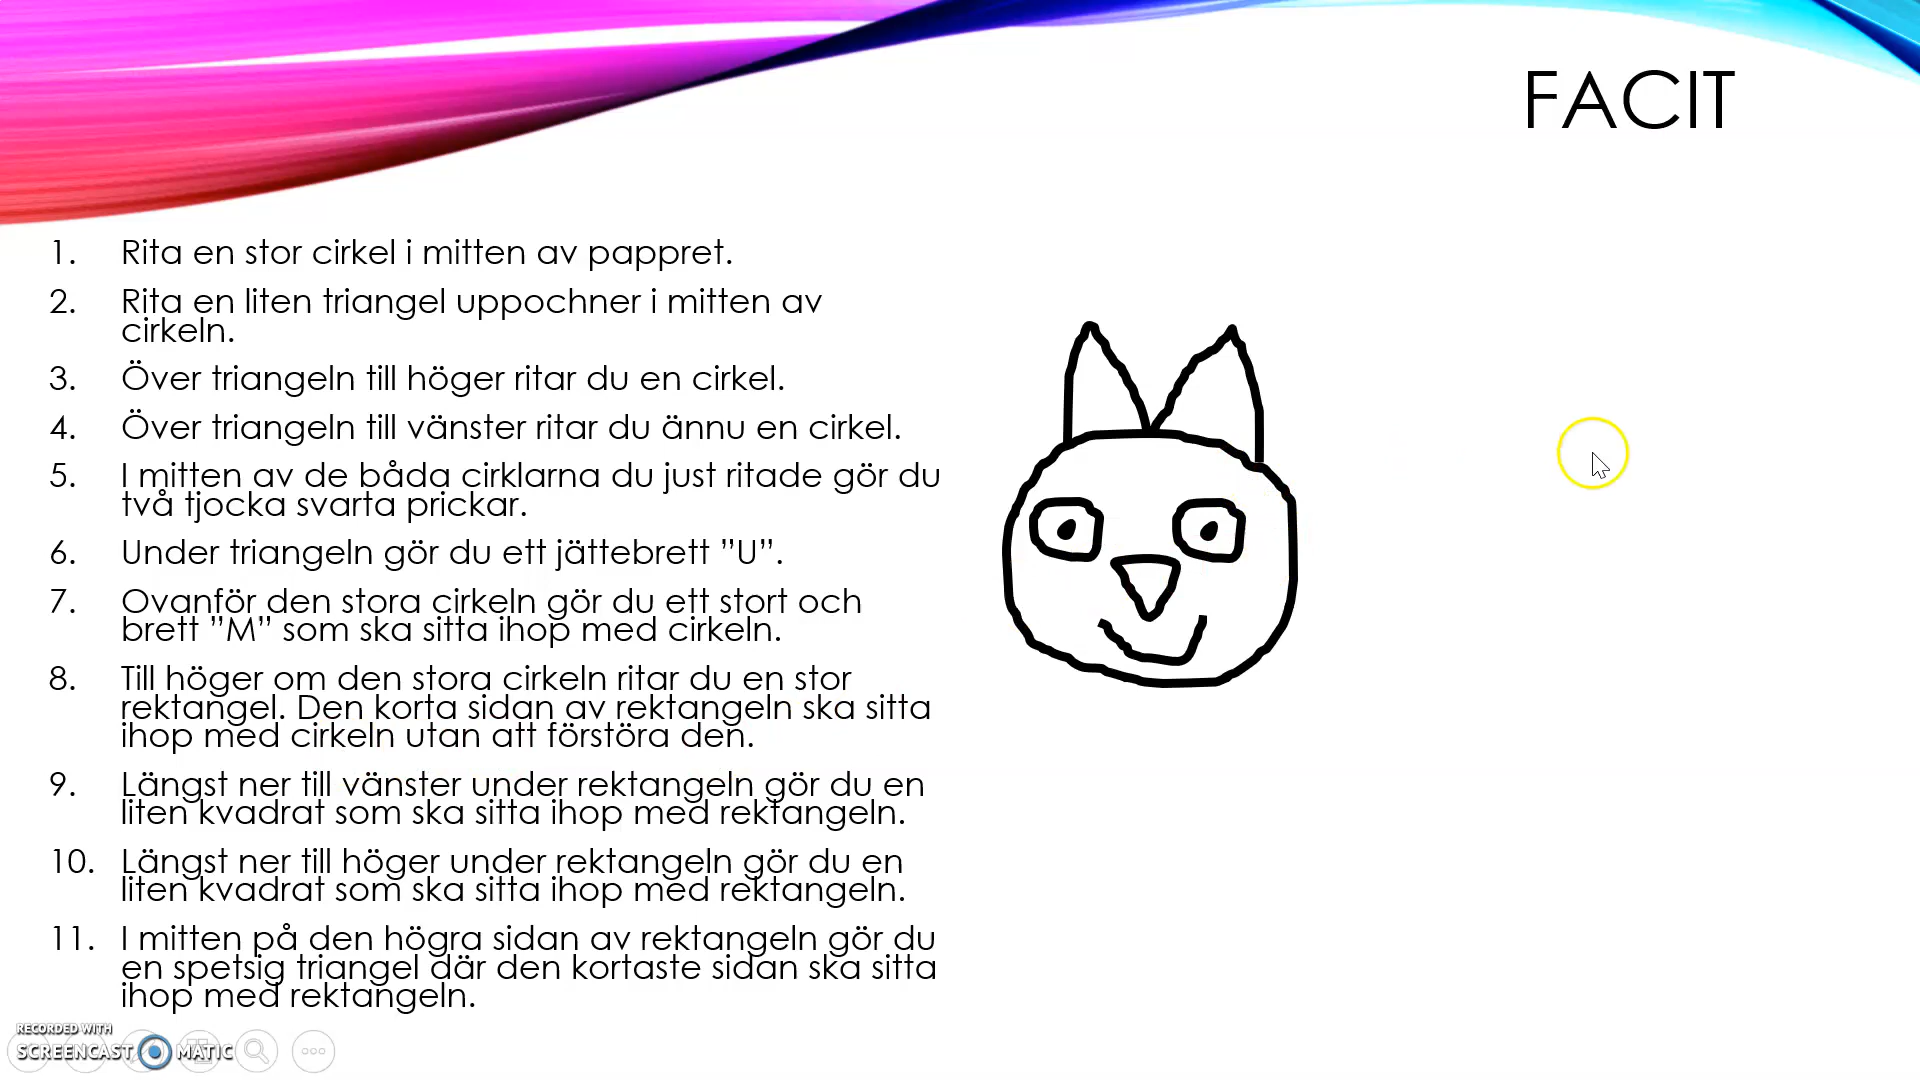 FACIT
1. Rita en stor cirkel i mitten av pappret.
2. Rita en liten triangel uppochner i mitten av
cirkeln.
3. Över triangeln till höger ritar du en cirkel.
4. Över triangeln till vänster ritar du ännu en cirkel.
5. I mitten av de båda cirklarna du just ritade gör du
två tjocka svarta prickar.
6. Under triangeln gör du ett jättebrett ”U”.
7. Ovanför den stora cirkeln gör du ett stort och
brett ”M” som ska sitta ihop med cirkeln.
8. Till höger om den stora cirkeln ritar du en stor
rektangel. Den korta sidan av rektangeln ska sitta
ihop med cirkeln utan att förstöra den.
9. Längst ner till vänster under rektangeln gör du en
liten kvadrat som ska sitta ihop med rektangeln.
10. Längst ner till höger under rektangeln gör du en
liten kvadrat som ska sitta ihop med rektangeln.
11. I mitten på den högra sidan av rektangeln gör du
en spetsig triangel där den kortaste sidan ska sitta
ihop med rektangeln.
RECORDED WITH
SCREENCAST MATIC